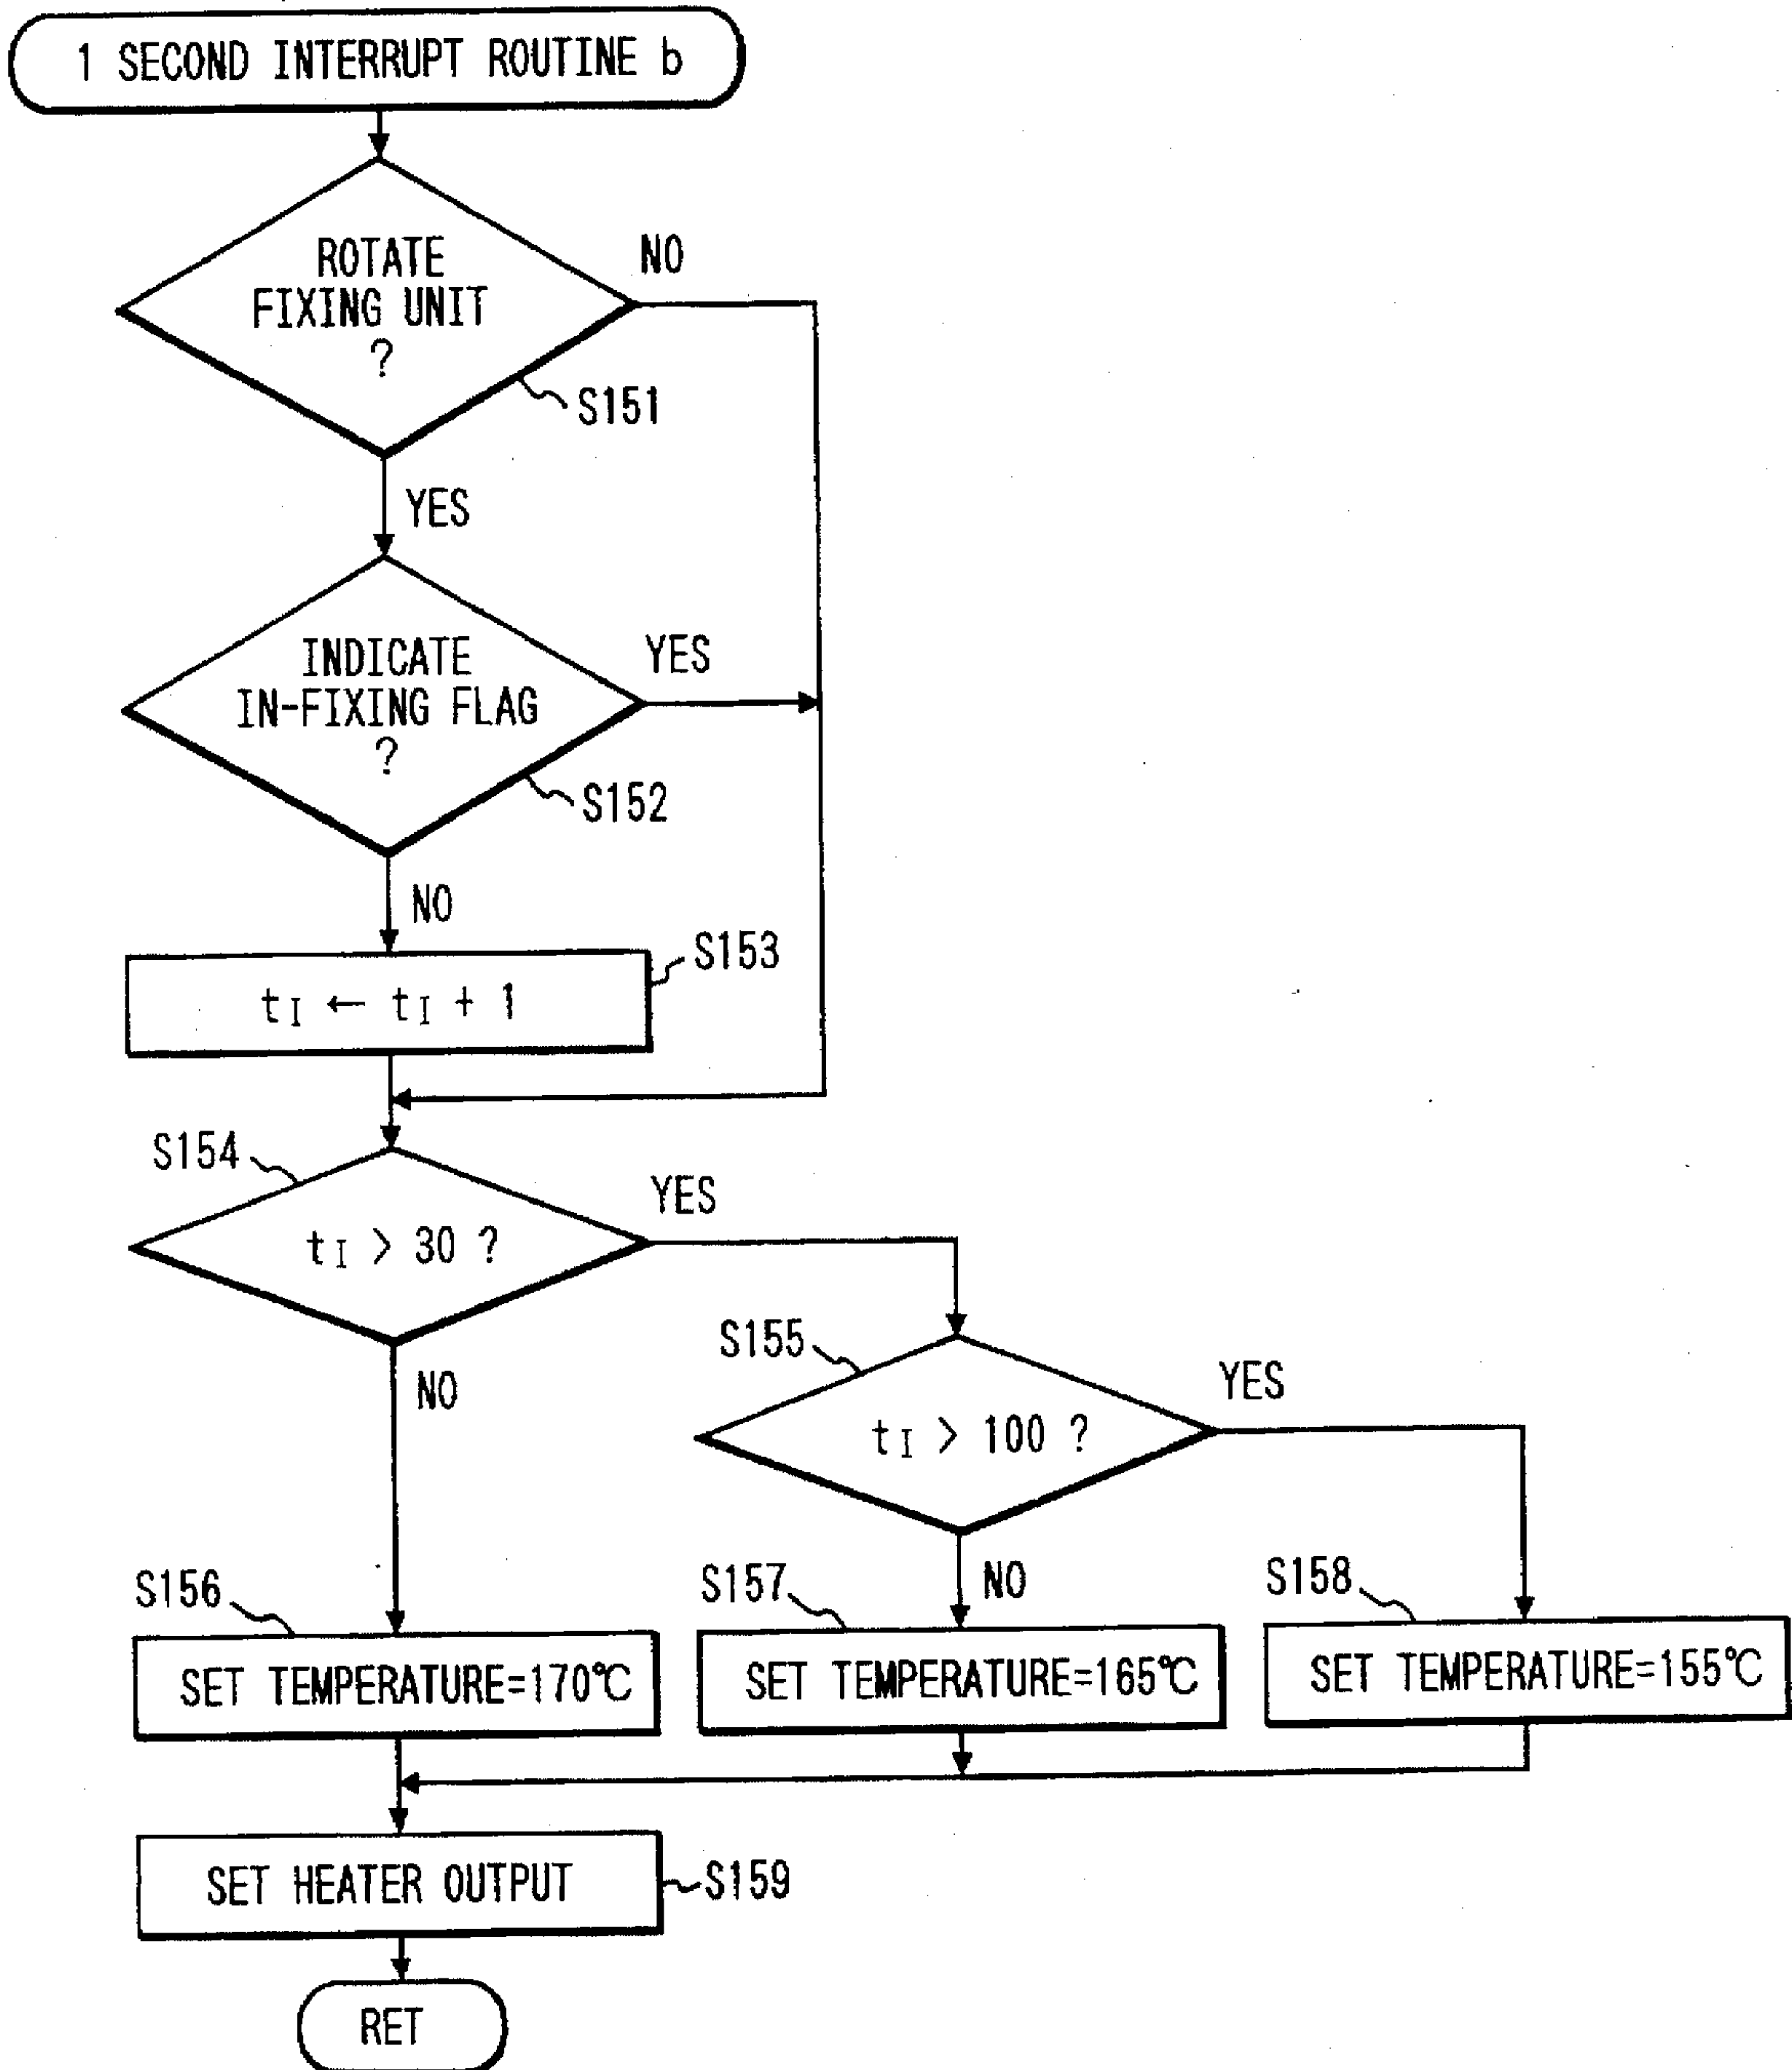 1 SECOND INTERRUPT ROUTINE b
ROTATE
FIXING UNIT
?
NO
S151
YES
INDICATE
IN-FIXING FLAG
?
YES
S152
NO
S153
tI ← tI + 1
S154
tI > 30 ?
YES
NO
S155
tI > 100 ?
YES
NO
S156
SET TEMPERATURE=170℃
S157
SET TEMPERATURE=165℃
S158
SET TEMPERATURE=155℃
SET HEATER OUTPUT
S159
RET